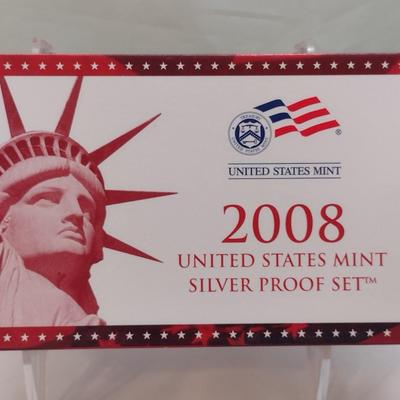 UNITED STATES MINT
2008
UNITED STATES MINT
SILVER PROOF SET™